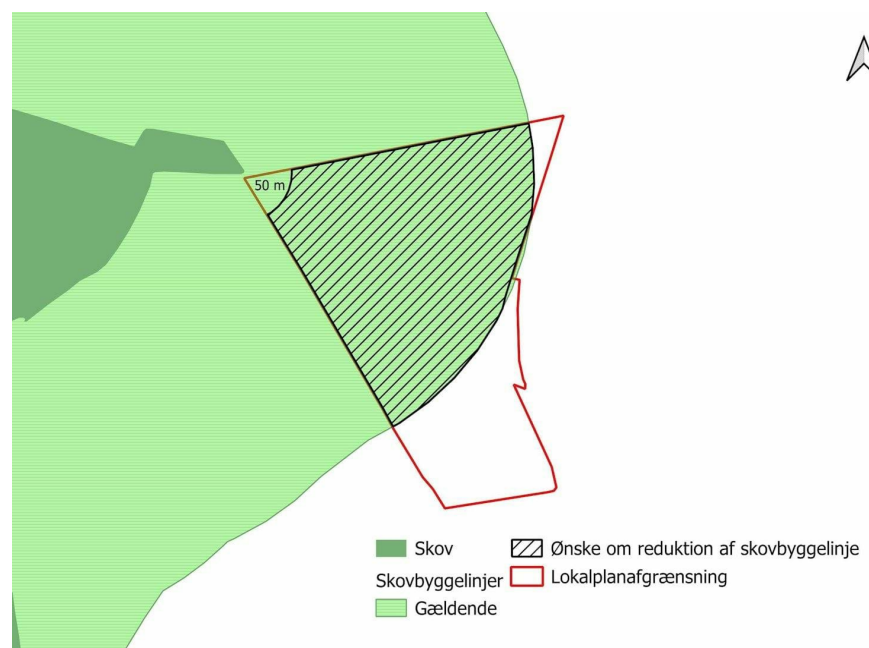 50 m
Skov
Skovbyggelinjer
Gældende
Ønske om reduktion af skovbyggelinje
Lokalplanafgrænsning